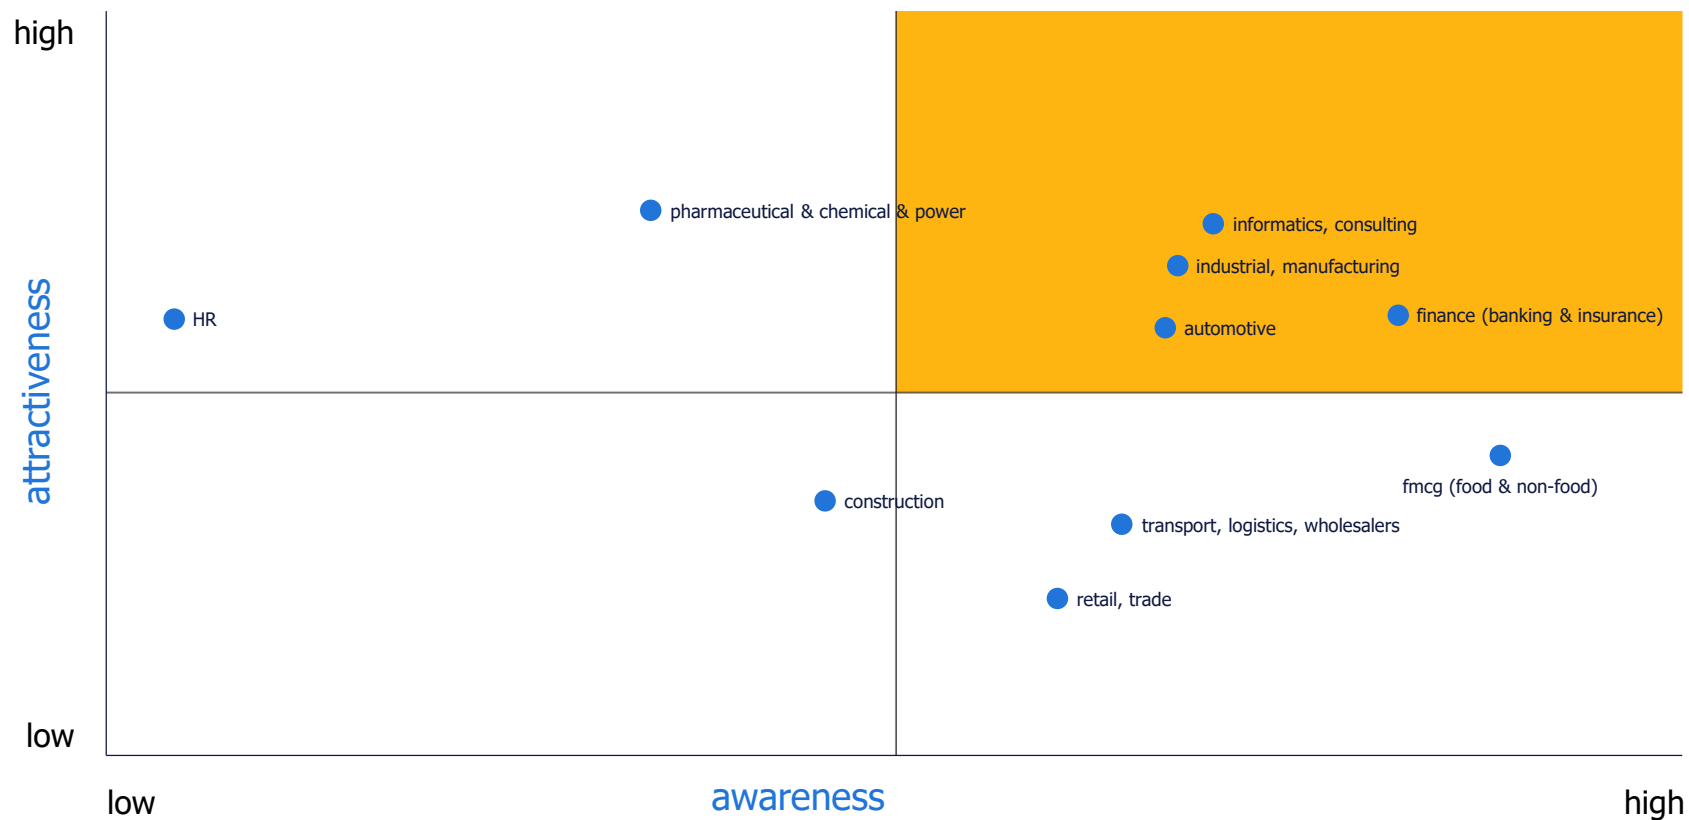 high
pharmaceutical & chemical & power
informatics, consulting
industrial, manufacturing
finance (banking & insurance)
HR
automotive
attractiveness
fmcg (food & non-food)
construction
transport, logistics, wholesalers
retail, trade
low
low
awareness
high